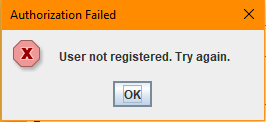 Authorization Failed
User not registered. Try again.
OK